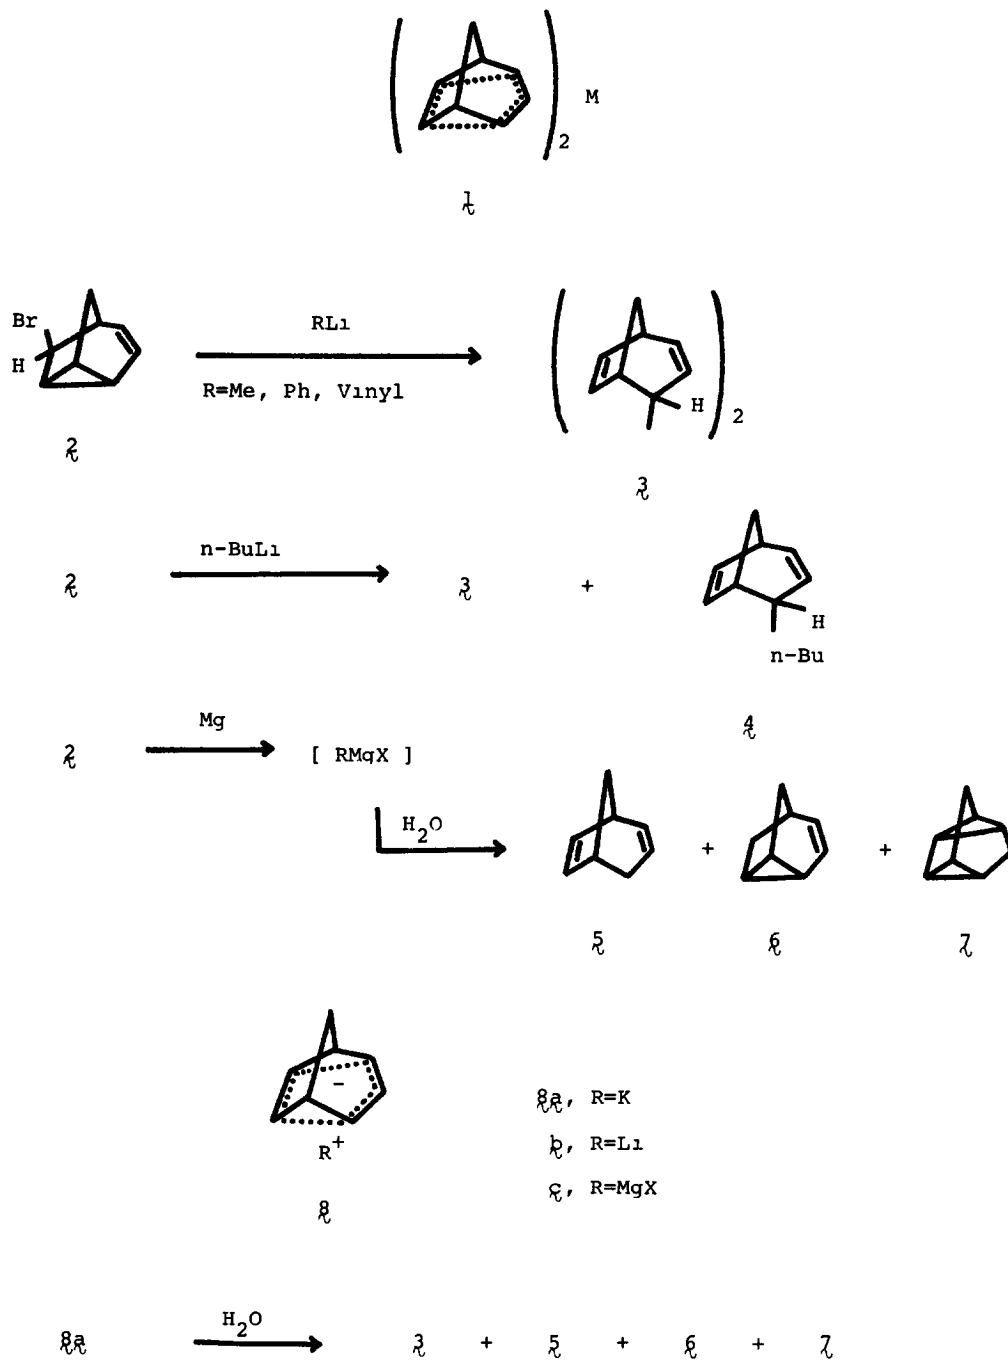 M
2
1
Br
H
RLi
R=Me, Ph, Vinyl
H
2
2
3
2
n-BuLi
3
+
H
n-Bu
4
2
Mg
[ RMgX ]
H2O
+
+
5
6
7
−
R+
8
8a, R=K
b, R=Li
c, R=MgX
8a
H2O
3 + 5 + 6 + 7